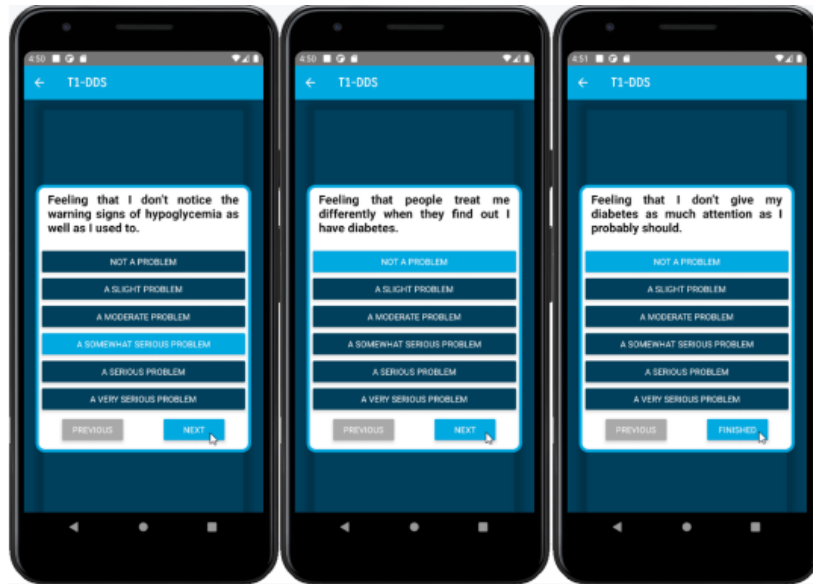 4:50
T1-DDS
Feeling that I don't notice the
warning signs of hypoglycemia as
well as I used to.
NOT A PROBLEM
A SLIGHT PROBLEM
A MODERATE PROBLEM
A SOMEWHAT SERIOUS PROBLEM
A SERIOUS PROBLEM
A VERY SERIOUS PROBLEM
PREVIOUS
NEXT
4:50
T1-DDS
Feeling that people treat me
differently when they find out I
have diabetes.
NOT A PROBLEM
A SLIGHT PROBLEM
A MODERATE PROBLEM
A SOMEWHAT SERIOUS PROBLEM
A SERIOUS PROBLEM
A VERY SERIOUS PROBLEM
PREVIOUS
NEXT
4:51
T1-DDS
Feeling that I don't give my
diabetes as much attention as I
probably should.
NOT A PROBLEM
A SLIGHT PROBLEM
A MODERATE PROBLEM
A SOMEWHAT SERIOUS PROBLEM
A SERIOUS PROBLEM
A VERY SERIOUS PROBLEM
PREVIOUS
FINISHED